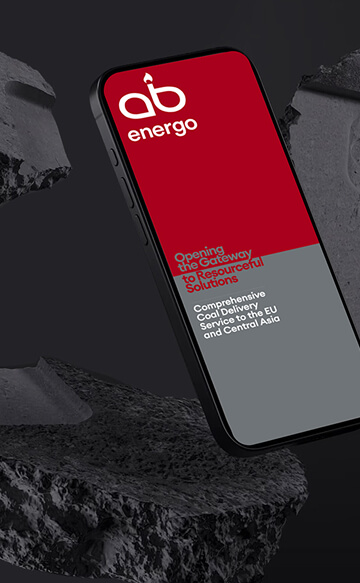 ab
energo
Opening
the Gateway
to Resourceful
Solutions
Comprehensive
Coal Delivery
Service to the EU
and Central Asia